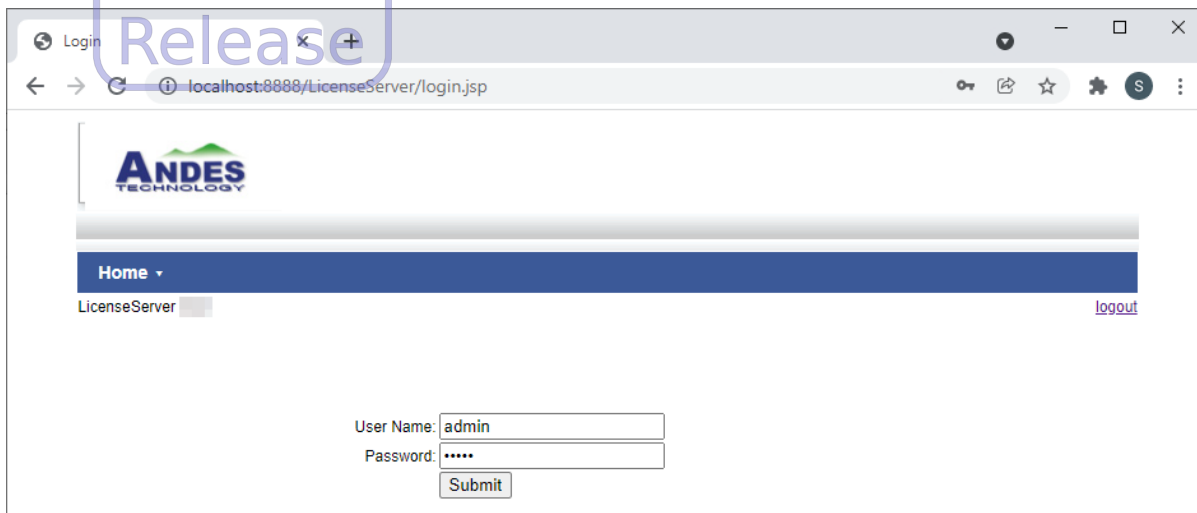 Login
Release
localhost:8888/LicenseServer/login.jsp
S
ANDES
TECHNOLOGY
Home
LicenseServer
logout
User Name: admin
Password: •••••
Submit